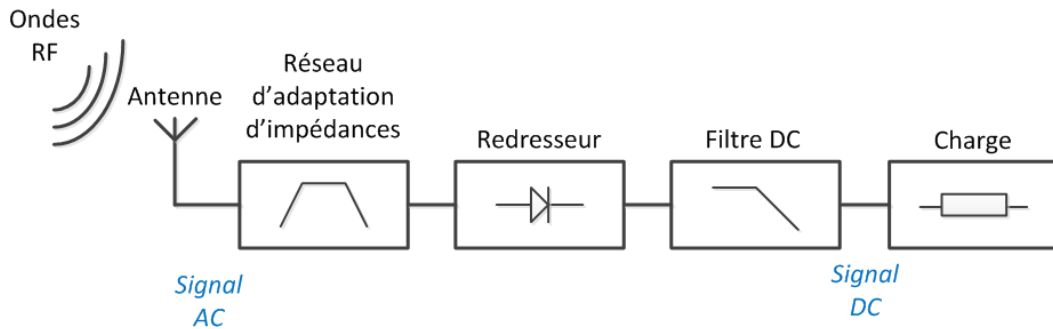 Ondes
RF
Antenne
Réseau
d'adaptation
d'impédances
Redresseur
Filtre DC
Charge
Signal
AC
Signal
DC